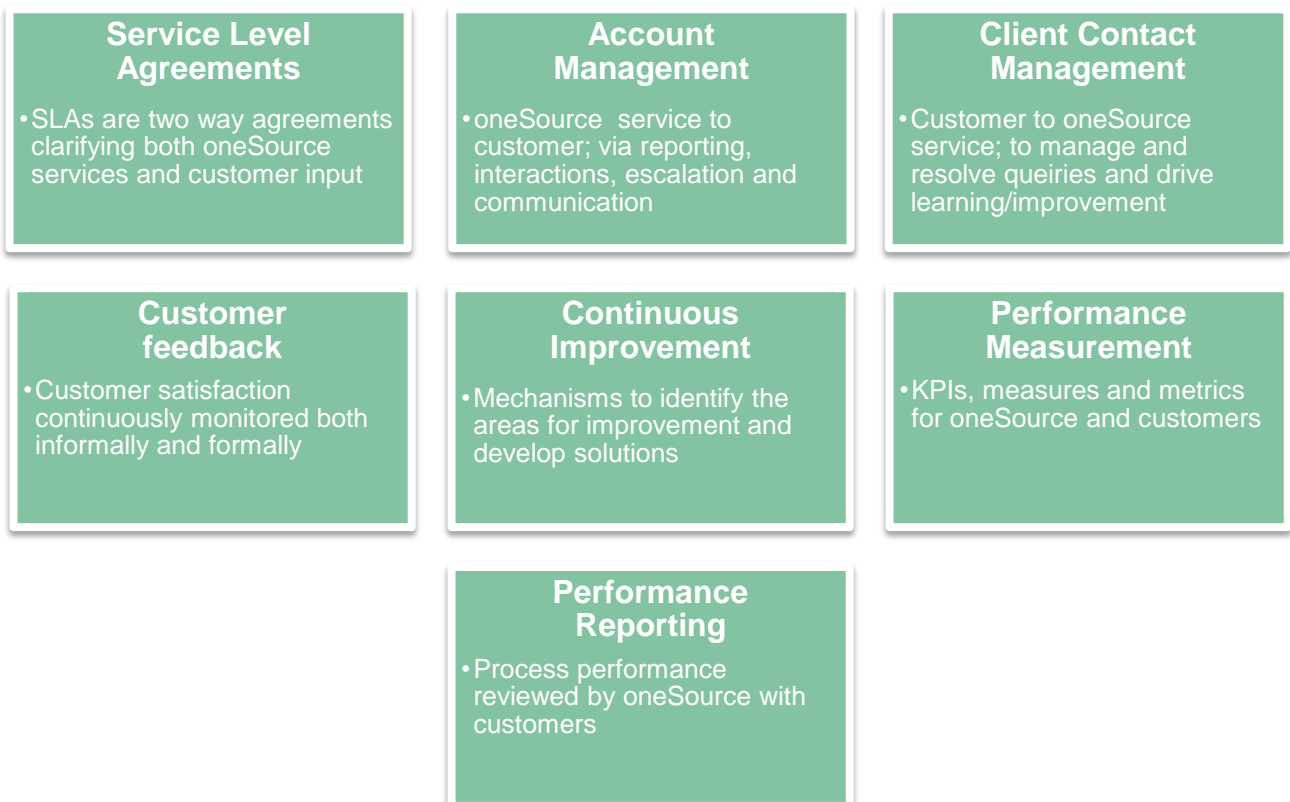 Service Level
Agreements
•SLAs are two way agreements
clarifying both oneSource
services and customer input
Account
Management
•oneSource service to
customer; via reporting,
interactions, escalation and
communication
Client Contact
Management
•Customer to oneSource
service; to manage and
resolve queiries and drive
learning/improvement
Customer
feedback
•Customer satisfaction
continuously monitored both
informally and formally
Continuous
Improvement
•Mechanisms to identify the
areas for improvement and
develop solutions
Performance
Measurement
•KPIs, measures and metrics
for oneSource and customers
Performance
Reporting
•Process performance
reviewed by oneSource with
customers